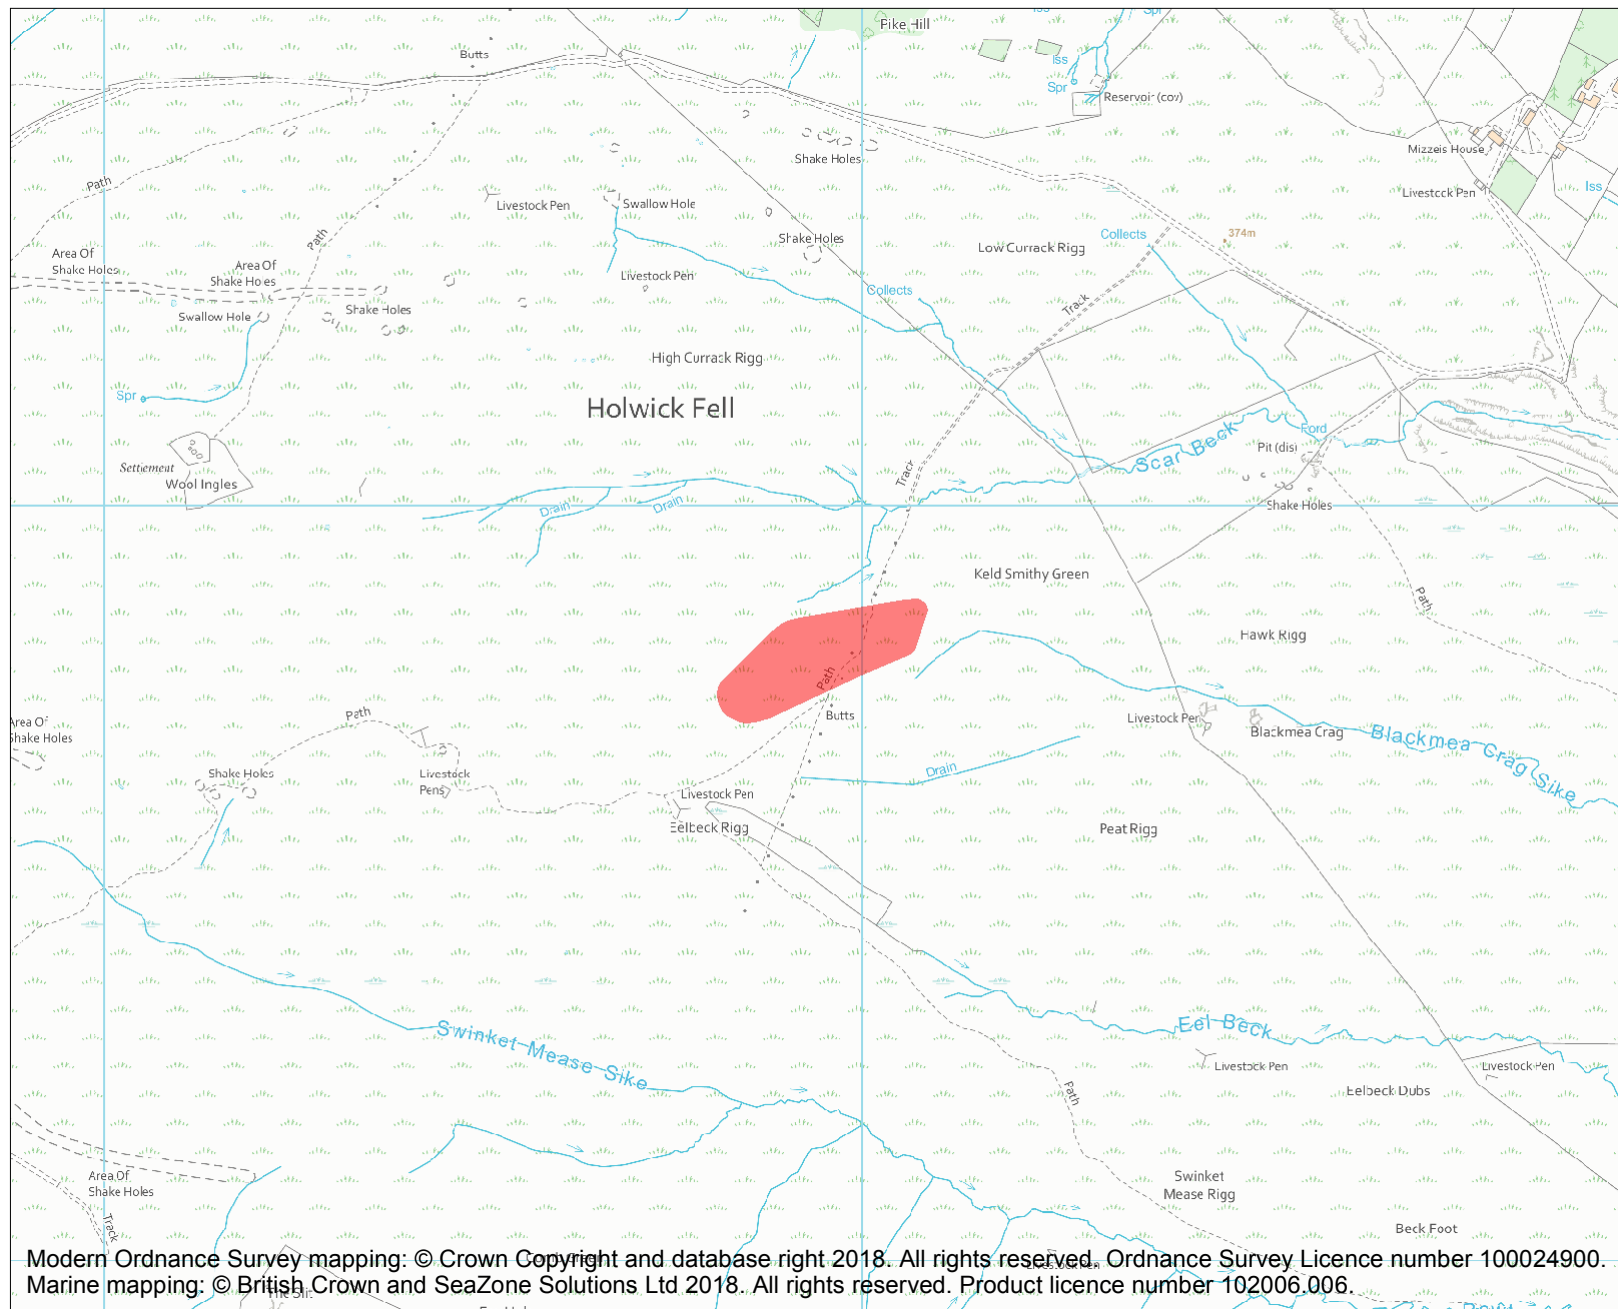 Iss
Spr
Pike Hill
Butts
Iss
Spr
Reservoir (cov)
Mizzeis House
Shake Holes
Path
Livestock Pen
Iss
Livestock Pen
Swallow Hole
Collects
374m
Shake Holes
Low Currack Rigg
Path
Area Of
Shake Holes
Area Of
Shake Holes
Livestock Pen
Collects
Track
Swallow Hole
Shake Holes
High Currack Rigg
Spr
Holwick Fell
Scar Beck
Ford
Pit (dis)
Settlement
Wool Ingles
Track
Drain
Drain
Shake Holes
Keld Smithy Green
Path
Hawk Rigg
Path
Path
Butts
Livestock Pen
Blackmea Crag
Blackmea Crag Sike
Area Of
Shake Holes
Shake Holes
Livestock
Pens
Drain
Livestock Pen
Eelbeck Rigg
Peat Rigg
Swinket Mease Sike
Eel Beck
Livestock Pen
Livestock Pen
Eelbeck Dubs
Path
Area Of
Shake Holes
Swinket
Mease Rigg
Track
Beck Foot
Modern Ordnance Survey mapping: © Crown Copyright and database right 2018. All rights reserved. Ordnance Survey Licence number 100024900.
Livestock Pen
Marine mapping: © British Crown and SeaZone Solutions Ltd 2018. All rights reserved. Product licence number 102006.006.